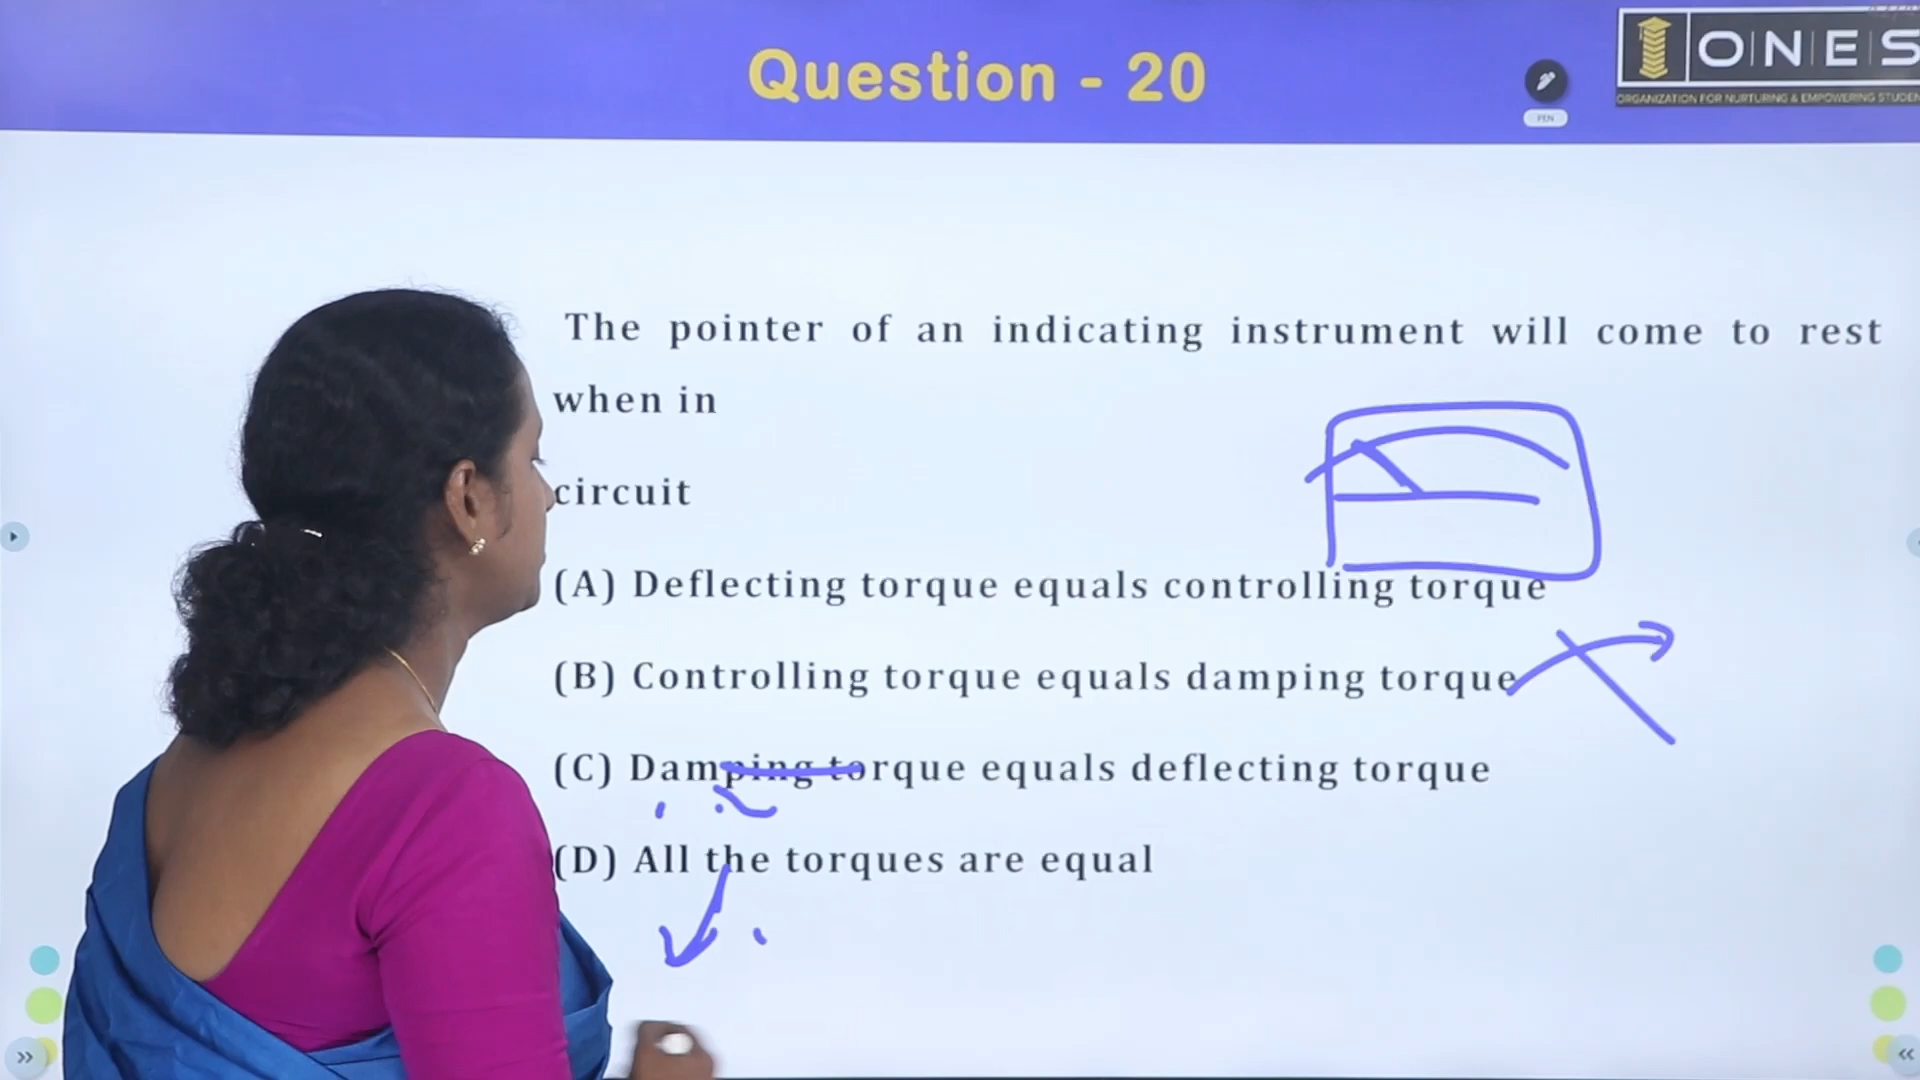 Question - 20
PEN
O|N|E|S
ORGANIZATION FOR NURTURING & EMPOWERING STUDEN
The pointer of an indicating instrument will come to rest
when in
circuit
(A) Deflecting torque equals controlling torque
(B) Controlling torque equals damping torque
(C) Damping torque equals deflecting torque
(D) All the torques are equal